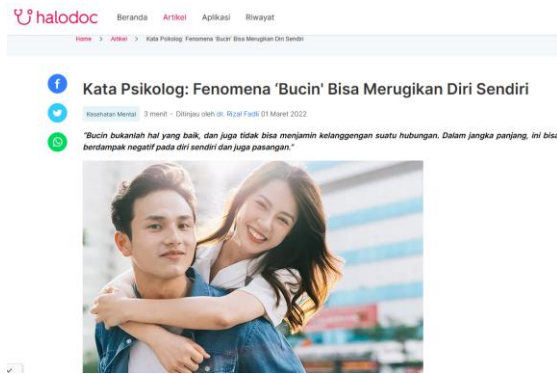 halodoc Beranda Artikel Aplikasi Riwayat
Home > Artikel > Kata Psikolog: Fenomena 'Bucin' Bisa Merugikan Diri Sendiri
Kata Psikolog: Fenomena 'Bucin' Bisa Merugikan Diri Sendiri
Kesehatan Mental 3 menit - Ditinjau oleh dr. Rizal Fadli 01 Maret 2022
"Bucin bukanlah hal yang baik, dan juga tidak bisa menjamin kelanggengan suatu hubungan. Dalam jangka panjang, ini bisa
berdampak negatif pada diri sendiri dan juga pasangan."